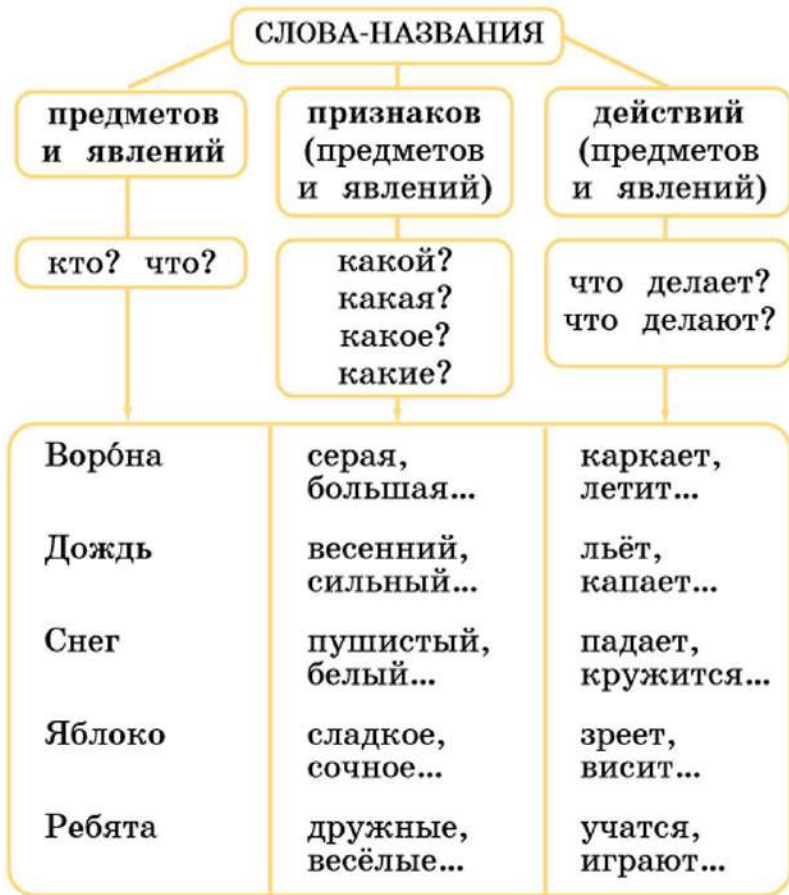 СЛОВА-НАЗВАНИЯ
предметов
и явлений
признаков
(предметов
и явлений)
действий
(предметов
и явлений)
кто? что?
какой?
какая?
какое?
какие?
что делает?
что делают?
Воро́на
серая,
большая...
каркает,
летит...
Дождь
весенний,
сильный...
льёт,
капает...
Снег
пушистый,
белый...
падает,
кружится...
Яблоко
сладкое,
сочное...
зреет,
висит...
Ребята
дружные,
весёлые...
учатся,
играют...